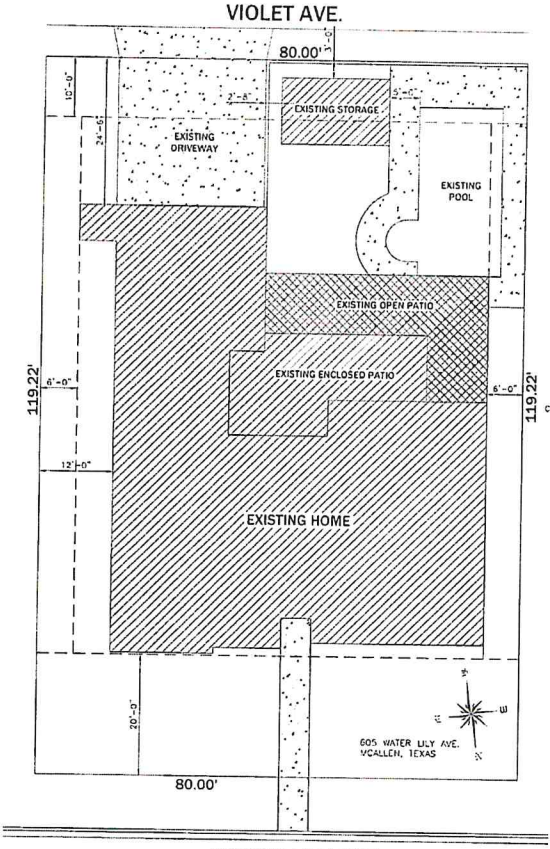 VIOLET AVE.
80.00'
3'-0"
10'-0"
24'-6
2'-8"
5'-0"
EXISTING STORAGE
EXISTING
DRIVEWAY
EXISTING
POOL
EXISTING OPEN PATIO
EXISTING ENCLOSED PATIO
119.22'
6'-0"
6'-0"
119.22'
C
12'-0"
EXISTING HOME
20'-0"
605 WATER LILY AVE.
MCALLEN, TEXAS
80.00'